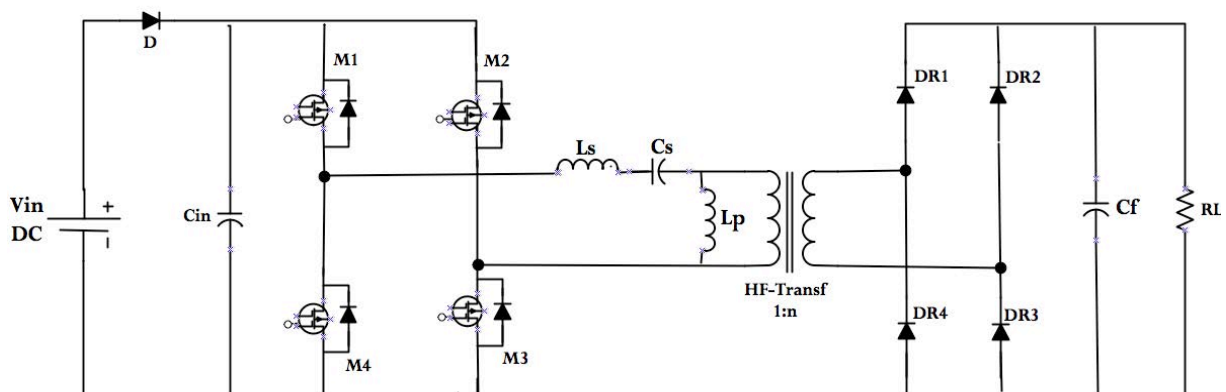 D
M1
M2
DR1
DR2
Ls
Cs
Vin
+
DC
-
Cin
Lp
Cf
RL
HF-Transf
1:n
M4
M3
DR4
DR3